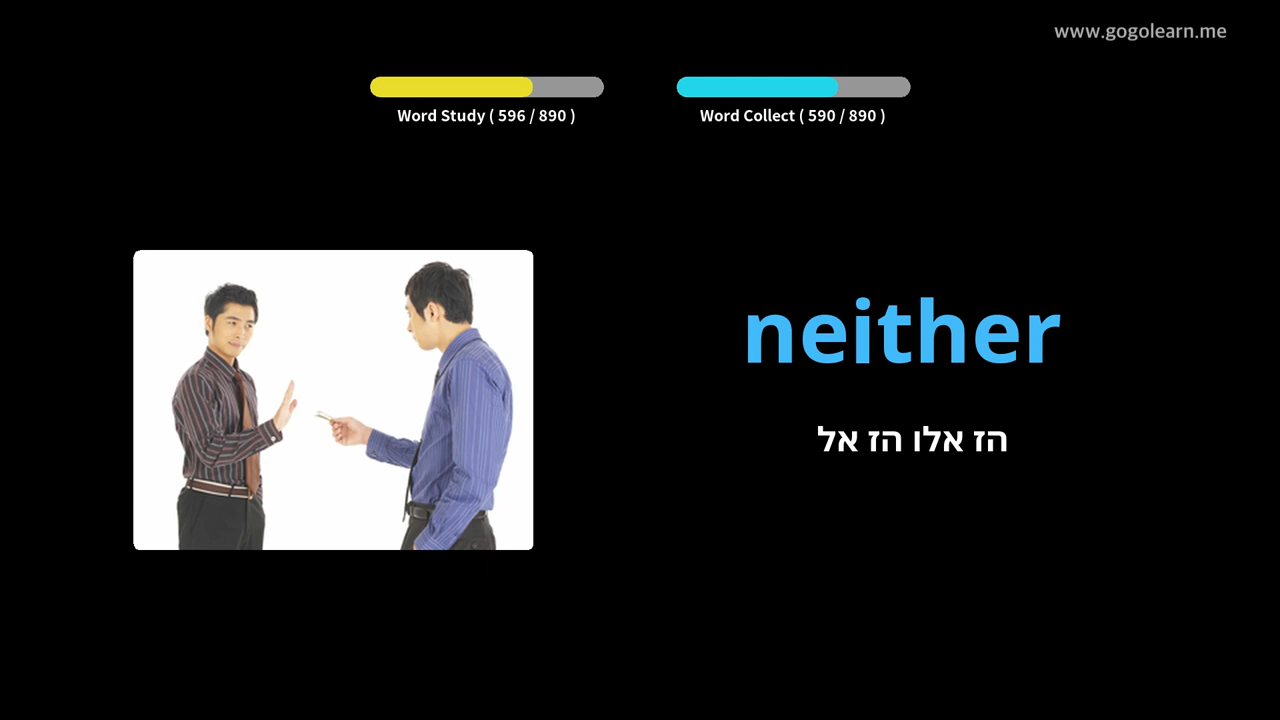 www.gogolearn.me
Word Study ( 596 / 890 )
Word Collect ( 590 / 890 )
neither
הז אלו הז אל